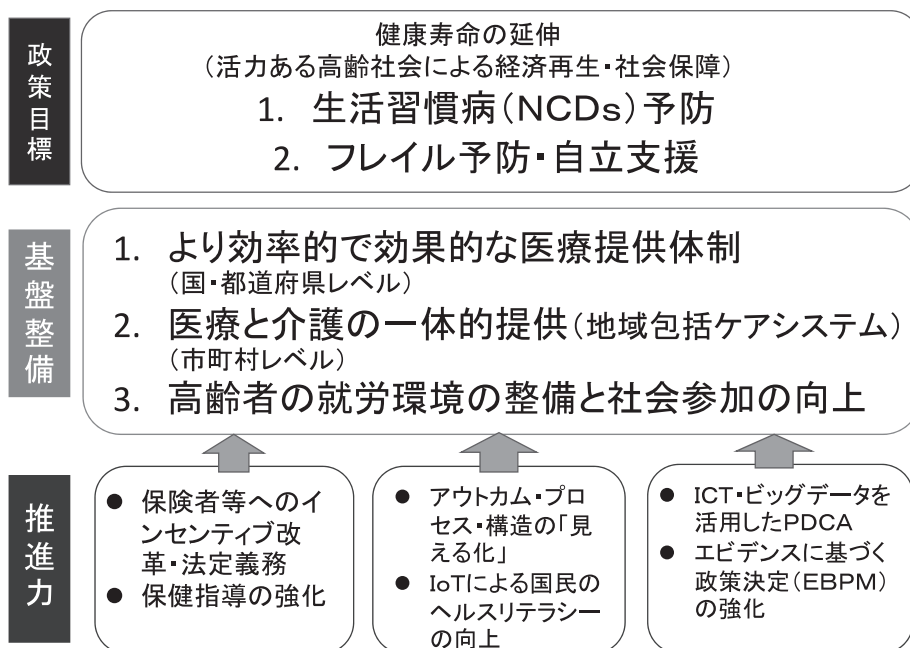 政策目標
健康寿命の延伸
(活力ある高齢社会による経済再生・社会保障)
1. 生活習慣病(NCDs)予防
2. フレイル予防・自立支援
基盤整備
1. より効率的で効果的な医療提供体制
(国・都道府県レベル)
2. 医療と介護の一体的提供(地域包括ケアシステム)
(市町村レベル)
3. 高齢者の就労環境の整備と社会参加の向上
推進力
● 保険者等へのイ
ンセンティブ改
革・法定義務
● 保健指導の強化
● アウトカム・プロ
セス・構造の「見
える化」
● IoTによる国民の
ヘルスリテラシー
の向上
● ICT・ビッグデータを
活用したPDCA
● エビデンスに基づく
政策決定(EBPM)
の強化